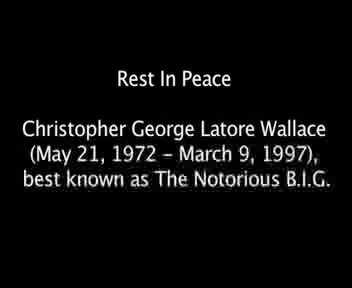 Rest In Peace
Christopher George Latore Wallace
(May 21, 1972 – March 9, 1997),
best known as The Notorious B.I.G.